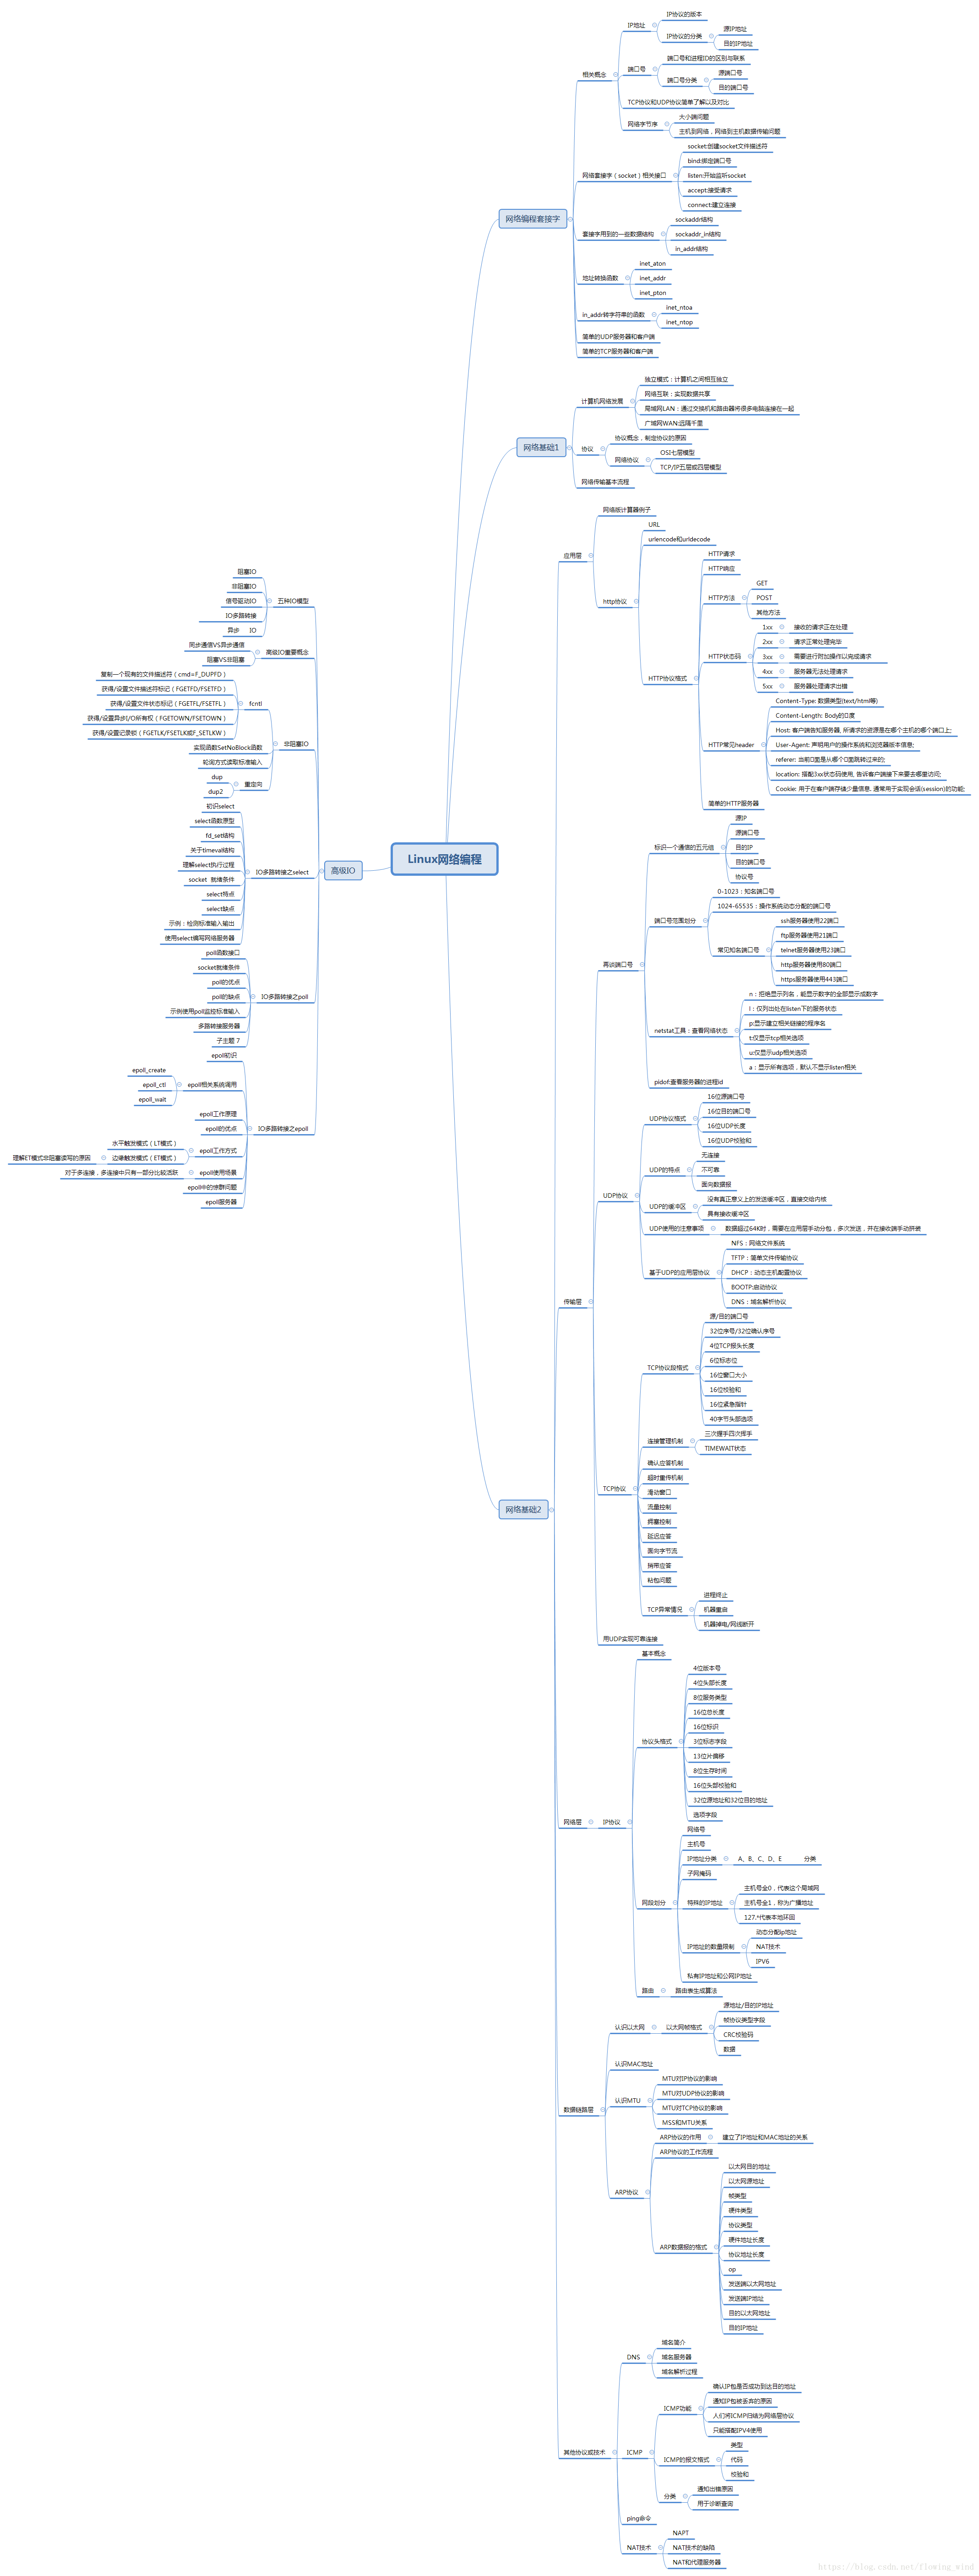 Linux网络编程
网络编程套接字
相关概念
IP地址
IP协议的版本
IP协议的分类
源IP地址
目的IP地址
端口号
端口号和进程ID的区别与联系
端口号分类
源端口号
目的端口号
TCP协议和UDP协议简单了解以及对比
网络字节序
大小端问题
主机到网络，网络到主机数据传输问题
网络套接字（socket）相关接口
socket:创建socket文件描述符
bind:绑定端口号
listen:开始监听socket
accept:接受请求
connect:建立连接
套接字用到的一些数据结构
sockaddr结构
sockaddr_in结构
in_addr结构
地址转换函数
inet_aton
inet_addr
inet_pton
in_addr转字符串的函数
inet_ntoa
inet_ntop
简单的UDP服务器和客户端
简单的TCP服务器和客户端
网络基础1
计算机网络发展
独立模式：计算机之间相互独立
网络互联：实现数据共享
局域网LAN：通过交换机和路由器将很多电脑连接在一起
广域网WAN:远隔千里
协议
协议概念，制定协议的原因
网络协议
OSI七层模型
TCP/IP五层或四层模型
网络传输基本流程
网络基础2
应用层
网络版计算器例子
http协议
URL
urlencode和urldecode
HTTP协议格式
HTTP请求
HTTP响应
HTTP方法
GET
POST
其他方法
HTTP状态码
1xx
接收的请求正在处理
2xx
请求正常处理完毕
3xx
需要进行附加操作以完成请求
4xx
服务器无法处理请求
5xx
服务器处理请求出错
HTTP常见header
Content-Type: 数据类型(text/html等)
Content-Length: Body的度
Host: 客户端告知服务器, 所请求的资源是在哪个主机的哪个端口上;
User-Agent: 声明用户的操作系统和浏览器版本信息;
referer: 当前面是从哪个面跳转过来的;
location: 搭配3xx状态码使用, 告诉客户端接下来要去哪里访问;
Cookie: 用于在客户端存储少量信息. 通常用于实现会话(session)的功能;
简单的HTTP服务器
传输层
再谈端口号
标识一个通信的五元组
源IP
源端口号
目的IP
目的端口号
协议号
端口号范围划分
0-1023：知名端口号
1024-65535：操作系统动态分配的端口号
常见知名端口号
ssh服务器使用22端口
ftp服务器使用21端口
telnet服务器使用23端口
http服务器使用80端口
https服务器使用443端口
netstat工具：查看网络状态
n：拒绝显示列名，能显示数字的全部显示成数字
l：仅列出处在listen下的服务状态
p:显示建立相关链接的程序名
t:仅显示tcp相关选项
u:仅显示udp相关选项
a：显示所有选项，默认不显示listen相关
pidof:查看服务器的进程id
UDP协议
UDP协议格式
16位源端口号
16位目的端口号
16位UDP长度
16位UDP校验和
UDP的特点
无连接
不可靠
面向数据报
UDP的缓冲区
没有真正意义上的发送缓冲区，直接交给内核
具有接收缓冲区
UDP使用的注意事项
数据超过64K时，需要在应用层手动分包，多次发送，并在接收端手动拼装
基于UDP的应用层协议
NFS：网络文件系统
TFTP：简单文件传输协议
DHCP：动态主机配置协议
BOOTP:启动协议
DNS：域名解析协议
TCP协议
TCP协议段格式
源/目的端口号
32位序号/32位确认序号
4位TCP报头长度
6位标志位
16位窗口大小
16位校验和
16位紧急指针
40字节头部选项
连接管理机制
三次握手四次挥手
TIMEWAIT状态
确认应答机制
超时重传机制
滑动窗口
流量控制
拥塞控制
延迟应答
面向字节流
捎带应答
粘包问题
TCP异常情况
进程终止
机器重启
机器掉电/网线断开
用UDP实现可靠连接
网络层
IP协议
基本概念
协议头格式
4位版本号
4位头部长度
8位服务类型
16位总长度
16位标识
3位标志字段
13位片偏移
8位生存时间
16位头部校验和
32位源地址和32位目的地址
选项字段
网段划分
网络号
主机号
IP地址分类
A、B、C、D、E 分类
子网掩码
特殊的IP地址
主机号全0，代表这个局域网
主机号全1，称为广播地址
127.*代表本地环回
IP地址的数量限制
动态分配ip地址
NAT技术
IPV6
私有IP地址和公网IP地址
路由
路由表生成算法
数据链路层
认识以太网
以太网帧格式
源地址/目的IP地址
帧协议类型字段
CRC校验码
数据
认识MAC地址
认识MTU
MTU对IP协议的影响
MTU对UDP协议的影响
MTU对TCP协议的影响
MSS和MTU关系
ARP协议
ARP协议的作用
建立了IP地址和MAC地址的关系
ARP协议的工作流程
ARP数据报的格式
以太网目的地址
以太网源地址
帧类型
硬件类型
协议类型
硬件地址长度
协议地址长度
op
发送端以太网地址
发送端IP地址
目的以太网地址
目的IP地址
其他协议或技术
DNS
域名简介
域名服务器
域名解析过程
ICMP
ICMP功能
确认IP包是否成功到达目的地址
通知IP包被丢弃的原因
人们将ICMP归结为网络层协议
只能搭配IPV4使用
ICMP的报文格式
类型
代码
校验和
分类
通知出错原因
用于诊断查询
ping命令
NAT技术
NAPT
NAT技术的缺陷
NAT和代理服务器
高级IO
五种IO模型
阻塞IO
非阻塞IO
信号驱动IO
IO多路转接
异步 IO
高级IO重要概念
同步通信VS异步通信
阻塞VS非阻塞
非阻塞IO
fcntl
复制一个现有的文件描述符（cmd=F_DUPFD）
获得/设置文件描述符标记（FGETFD/FSETFD）
获得/设置文件状态标记（FGETFL/FSETFL）
获得/设置异步I/O所有权（FGETOWN/FSETOWN）
获得/设置记录锁（FGETLK/FSETLK或F_SETLKW）
实现函数SetNoBlock函数
轮询方式读取标准输入
重定向
dup
dup2
IO多路转接之select
初识select
select函数原型
fd_set结构
关于timeval结构
理解select执行过程
socket 就绪条件
select特点
select缺点
示例：检测标准输入输出
使用select编写网络服务器
IO多路转接之poll
poll函数接口
socket就绪条件
poll的优点
poll的缺点
示例使用poll监控标准输入
多路转接服务器
子主题 7
IO多路转接之epoll
epoll初识
epoll相关系统调用
epoll_create
epoll_ctl
epoll_wait
epoll工作原理
epoll的优点
epoll工作方式
水平触发模式（LT模式）
边缘触发模式（ET模式）
理解ET模式非阻塞读写的原因
epoll使用场景
对于多连接，多连接中只有一部分比较活跃
epoll中的惊群问题
epoll服务器
https://blog.csdn.net/flowing_wind